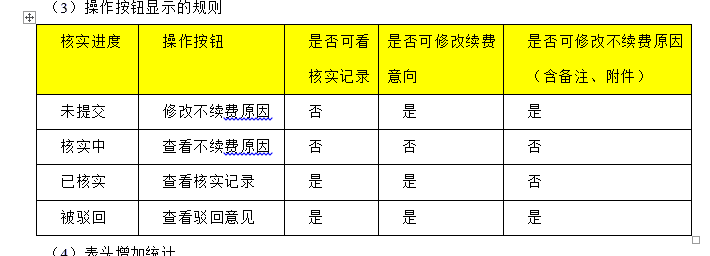 （3）操作按钮显示的规则
核实进度 操作按钮 是否可看核实记录 是否可修改续费意向 是否可修改不续费原因（含备注、附件）
未提交 修改不续费原因 否 是 是
核实中 查看不续费原因 否 否 否
已核实 查看核实记录 是 是 否
被驳回 查看驳回意见 是 是 是
（4）表头增加统计